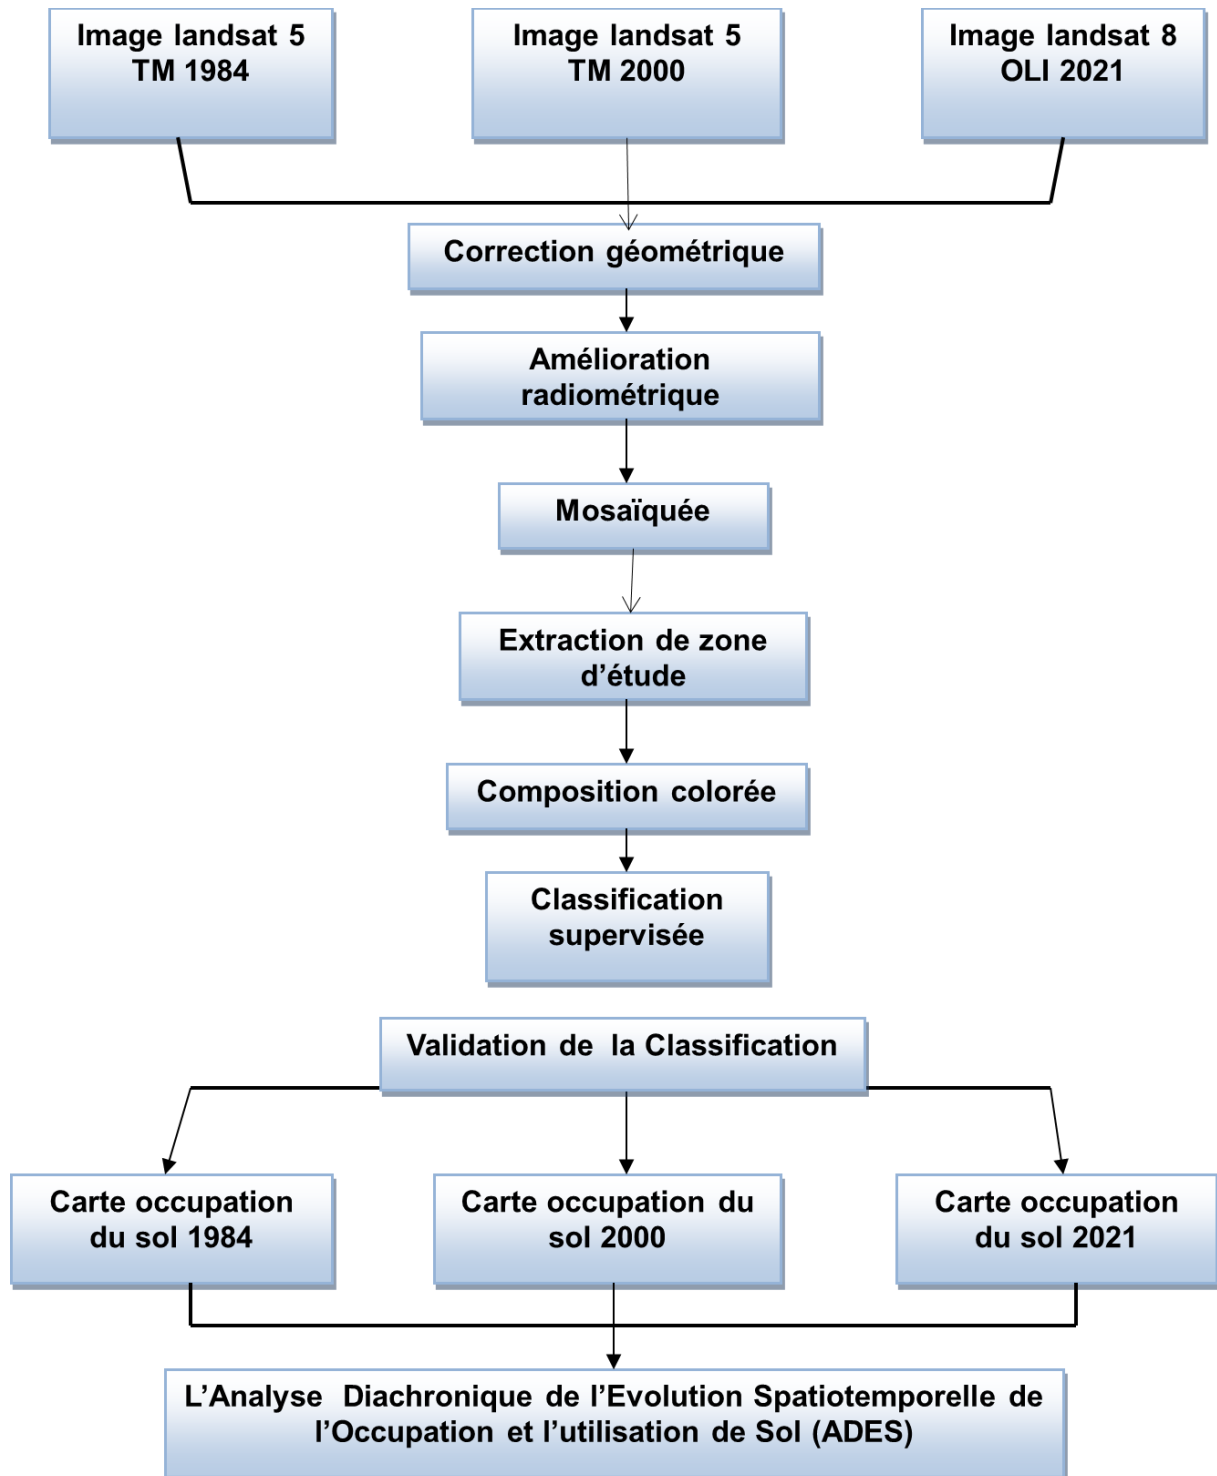 Image landsat 5
TM 1984
Image landsat 5
TM 2000
Image landsat 8
OLI 2021
Correction géométrique
Amélioration
radiométrique
Mosaïquée
Extraction de zone
d’étude
Composition colorée
Classification
supervisée
Validation de la Classification
Carte occupation
du sol 1984
Carte occupation du
sol 2000
Carte occupation
du sol 2021
L’Analyse Diachronique de l’Evolution Spatiotemporelle de
l’Occupation et l’utilisation de Sol (ADES)